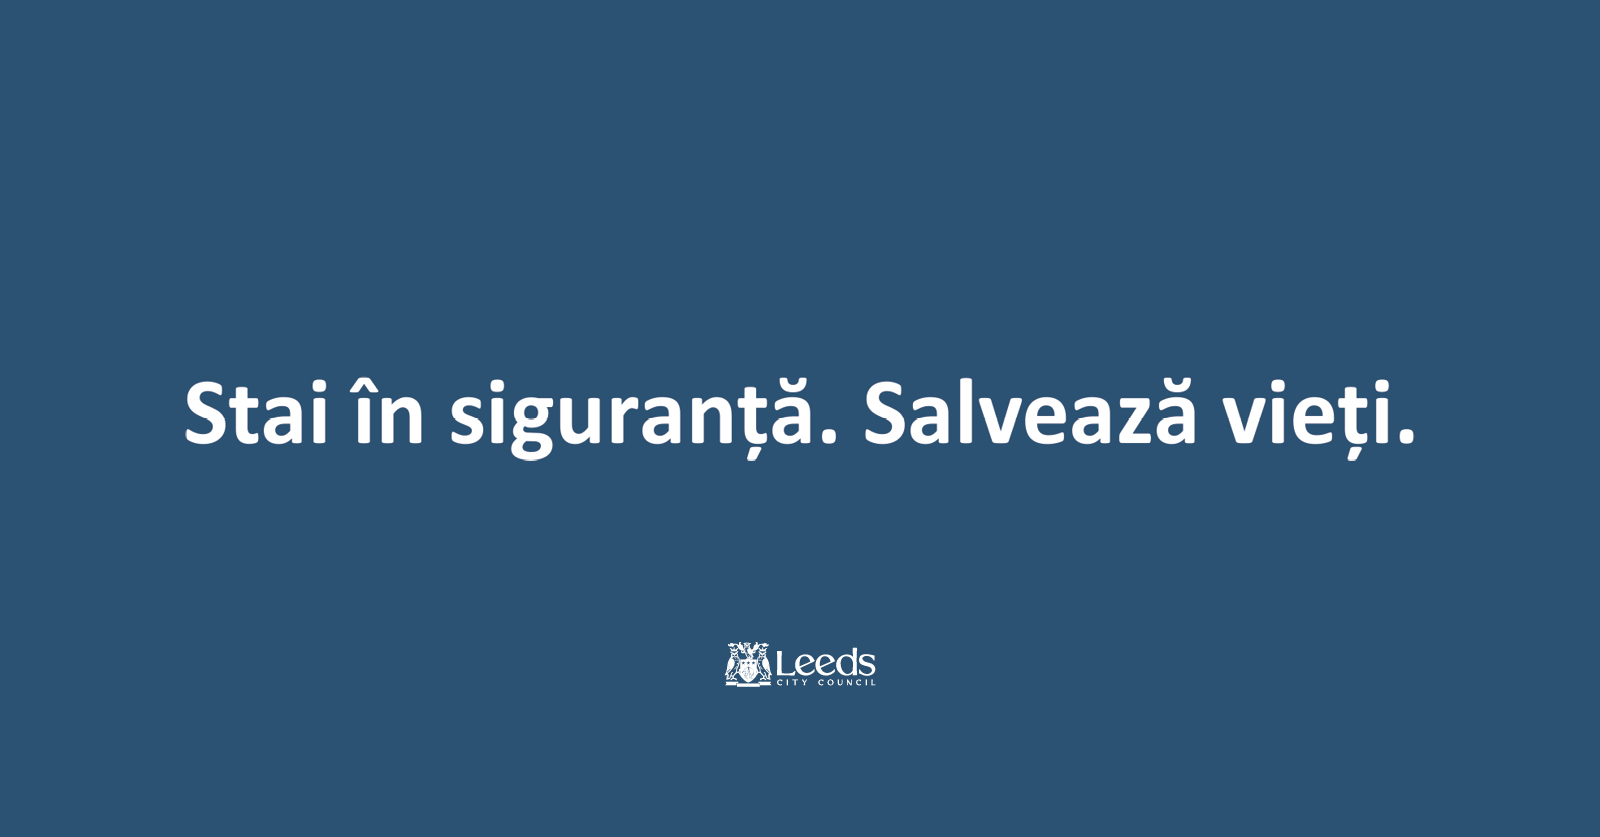 Stai în siguranță. Salvează vieți.
Leeds
CITY COUNCIL